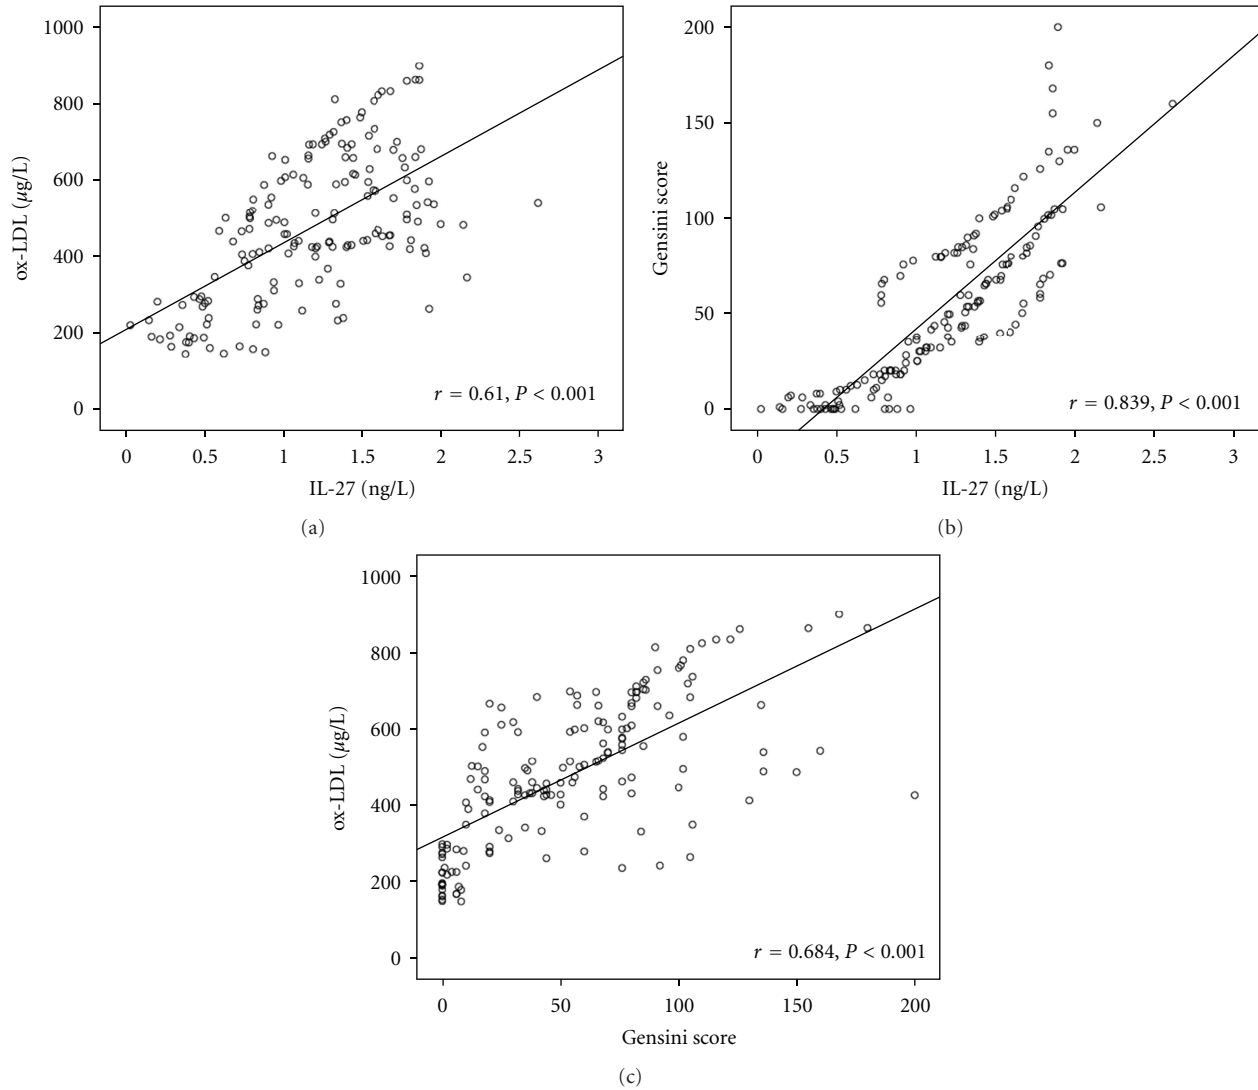 1000
800
600
400
200
0
ox-LDL (µg/L)
r = 0.61, P < 0.001
0 0.5 1 1.5 2 2.5 3
IL-27 (ng/L)
(a)
200
150
100
50
0
Gensini score
r = 0.839, P < 0.001
0 0.5 1 1.5 2 2.5 3
IL-27 (ng/L)
(b)
1000
800
600
400
200
0
ox-LDL (µg/L)
r = 0.684, P < 0.001
0 50 100 150 200
Gensini score
(c)